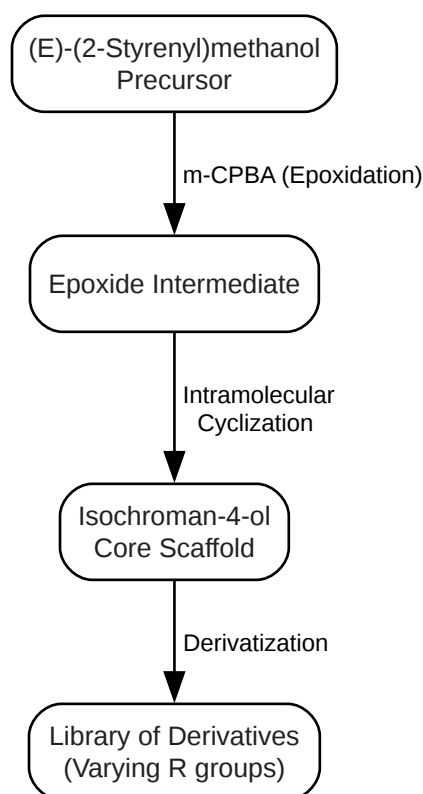 (E)-(2-Styrenyl)methanol
Precursor
m-CPBA (Epoxidation)
Epoxide Intermediate
Intramolecular
Cyclization
Isochroman-4-ol
Core Scaffold
Derivatization
Library of Derivatives
(Varying R groups)